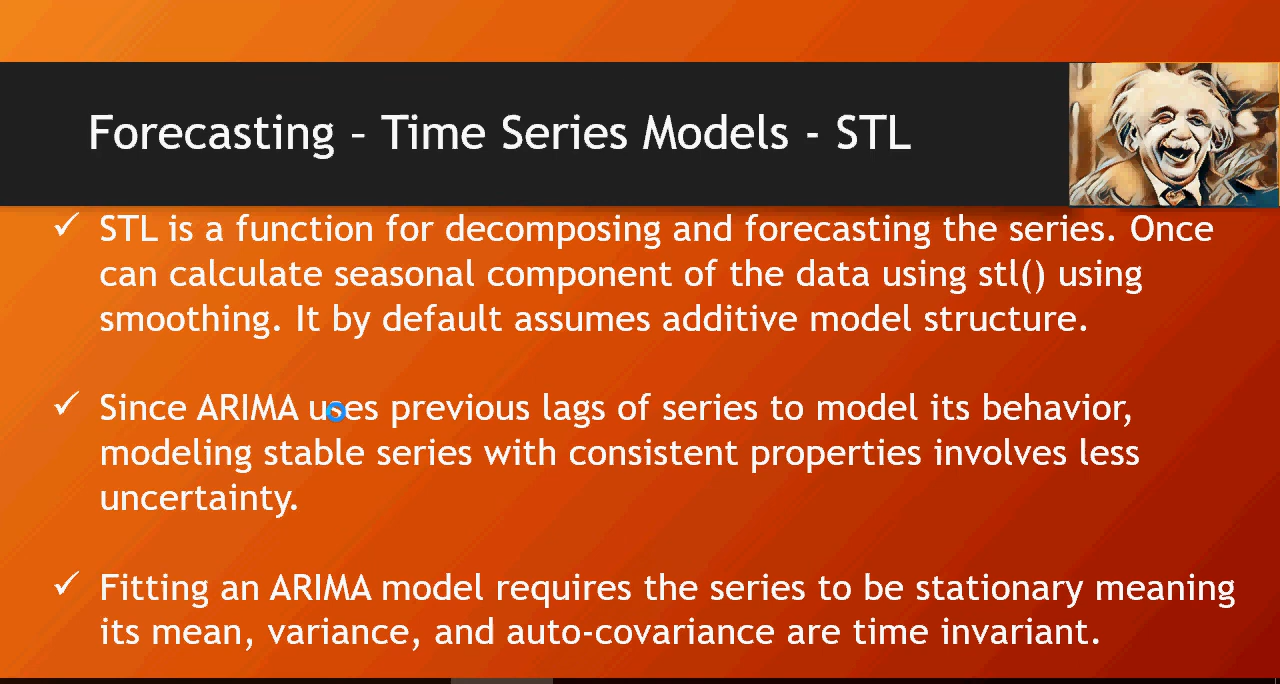 Forecasting – Time Series Models - STL
✓ STL is a function for decomposing and forecasting the series. Once
can calculate seasonal component of the data using stl() using
smoothing. It by default assumes additive model structure.
✓ Since ARIMA uses previous lags of series to model its behavior,
modeling stable series with consistent properties involves less
uncertainty.
✓ Fitting an ARIMA model requires the series to be stationary meaning
its mean, variance, and auto-covariance are time invariant.